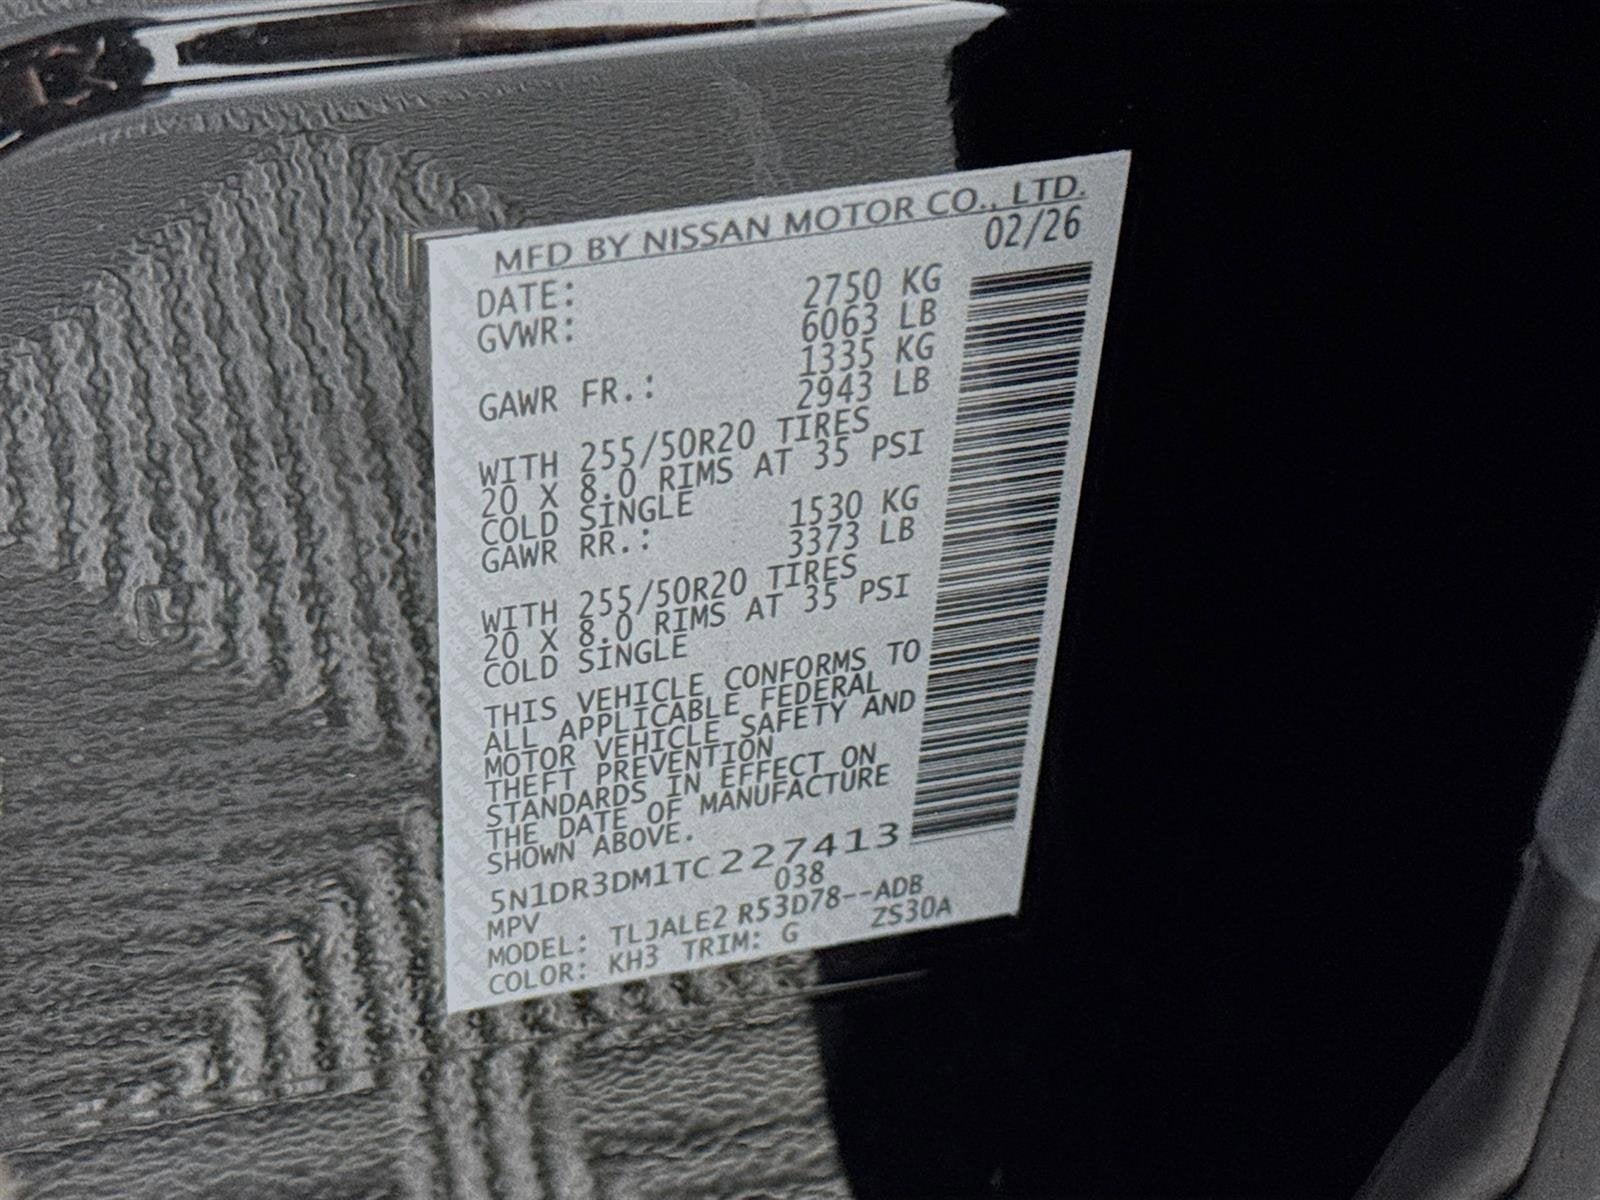 MFD BY NISSAN MOTOR CO., LTD.
DATE: 02/26
GVWR: 2750 KG
6063 LB
GAWR FR.: 1335 KG
2943 LB
WITH 255/50R20 TIRES
20 X 8.0 RIMS AT 35 PSI
COLD SINGLE
GAWR RR.: 1530 KG
3373 LB
WITH 255/50R20 TIRES
20 X 8.0 RIMS AT 35 PSI
COLD SINGLE
THIS VEHICLE CONFORMS TO
ALL APPLICABLE FEDERAL
MOTOR VEHICLE SAFETY AND
THEFT PREVENTION
STANDARDS IN EFFECT ON
THE DATE OF MANUFACTURE
SHOWN ABOVE.
5N1DR3DM1TC227413
MPV 038
MODEL: TLJALE2 R53D78--ADB
COLOR: KH3 TRIM: G ZS30A